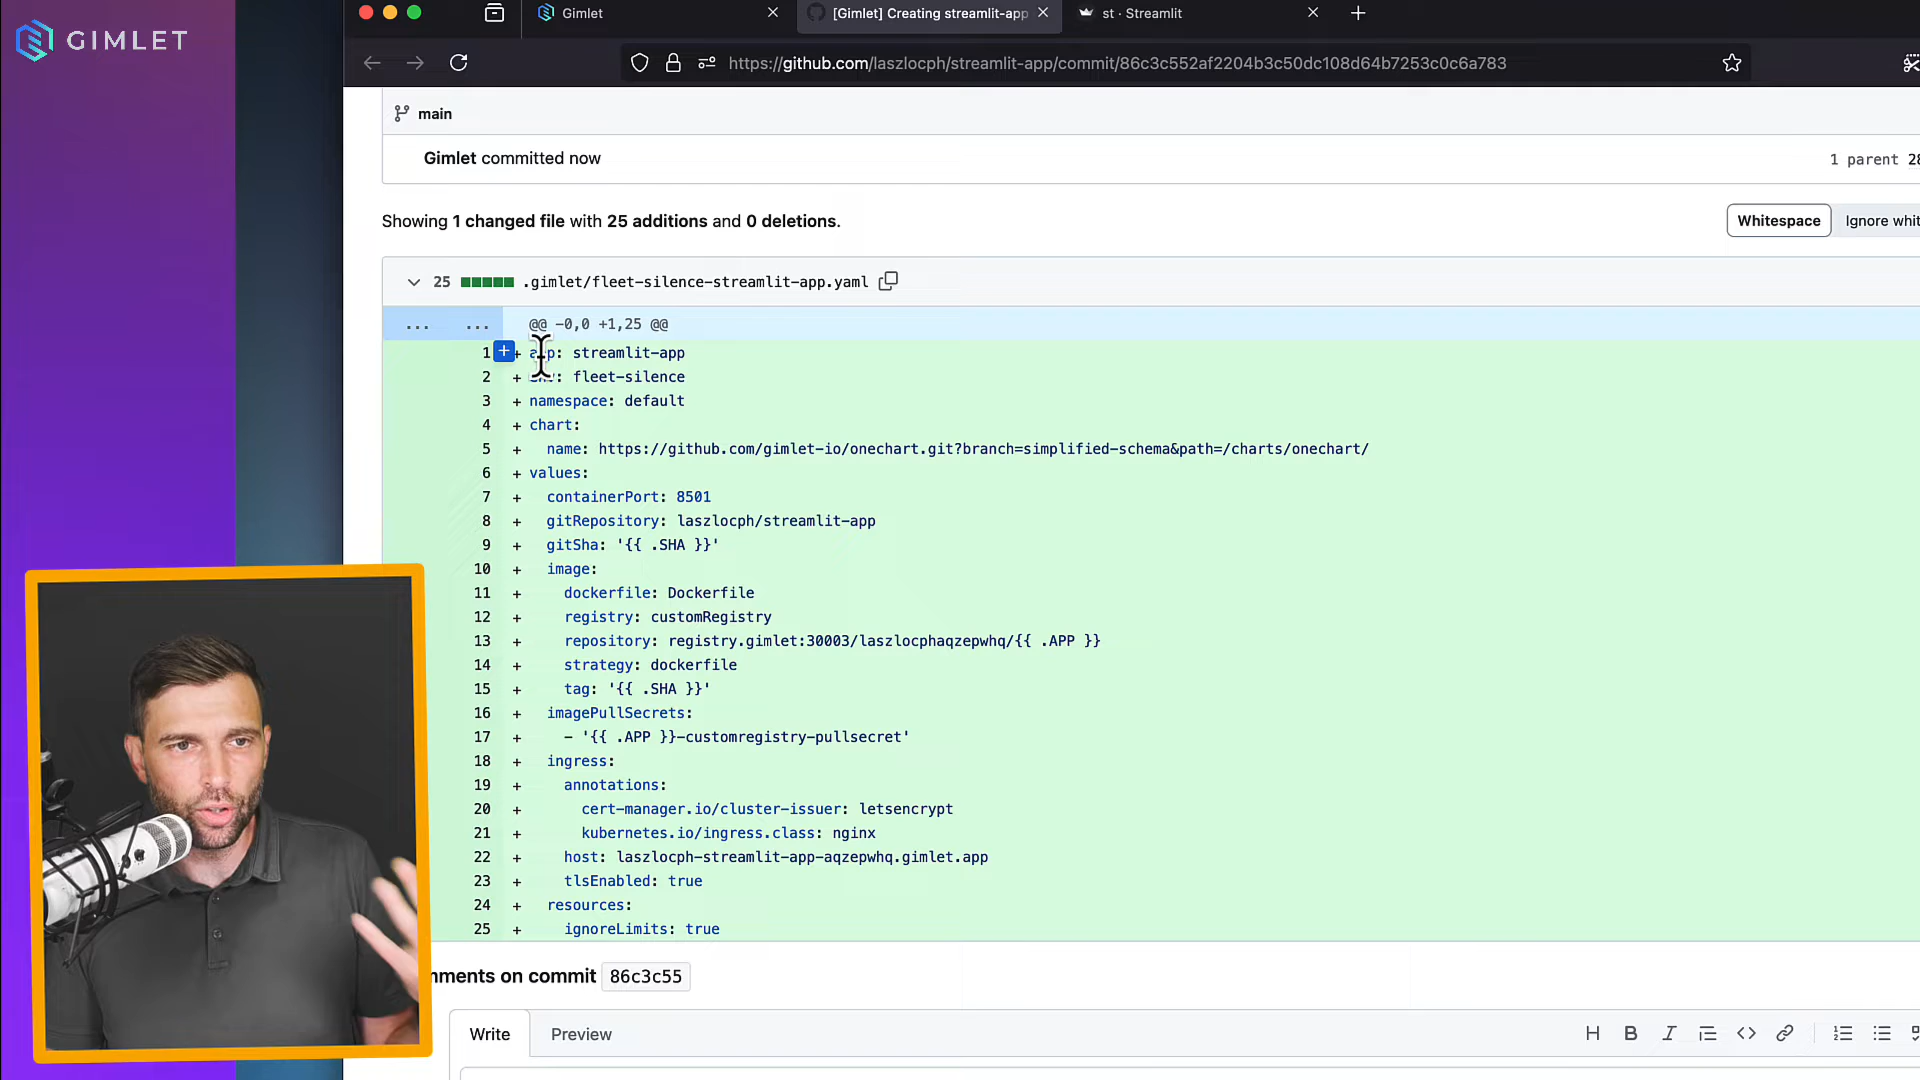 GIMLET
Gimlet
[Gimlet] Creating streamlit-app
st · Streamlit
https://github.com/laszlocph/streamlit-app/commit/86c3c552af2204b3c50dc108d64b7253c0c6a783
main
Gimlet committed now
1 parent 28
Showing 1 changed file with 25 additions and 0 deletions.
Whitespace
Ignore whit
25 .gimlet/fleet-silence-streamlit-app.yaml
... ... @@ -0,0 +1,25 @@
1 + app: streamlit-app
2 + env: fleet-silence
3 + namespace: default
4 + chart:
5 + name: https://github.com/gimlet-io/onechart.git?branch=simplified-schema&path=/charts/onechart/
6 + values:
7 + containerPort: 8501
8 + gitRepository: laszlocph/streamlit-app
9 + gitSha: '{{ .SHA }}'
10 + image:
11 + dockerfile: Dockerfile
12 + registry: customRegistry
13 + repository: registry.gimlet:30003/laszlocphaqzepwhq/{{ .APP }}
14 + strategy: dockerfile
15 + tag: '{{ .SHA }}'
16 + imagePullSecrets:
17 + - '{{ .APP }}-customregistry-pullsecret'
18 + ingress:
19 + annotations:
20 + cert-manager.io/cluster-issuer: letsencrypt
21 + kubernetes.io/ingress.class: nginx
22 + host: laszlocph-streamlit-app-aqzepwhq.gimlet.app
23 + tlsEnabled: true
24 + resources:
25 + ignoreLimits: true
mments on commit 86c3c55
Write
Preview